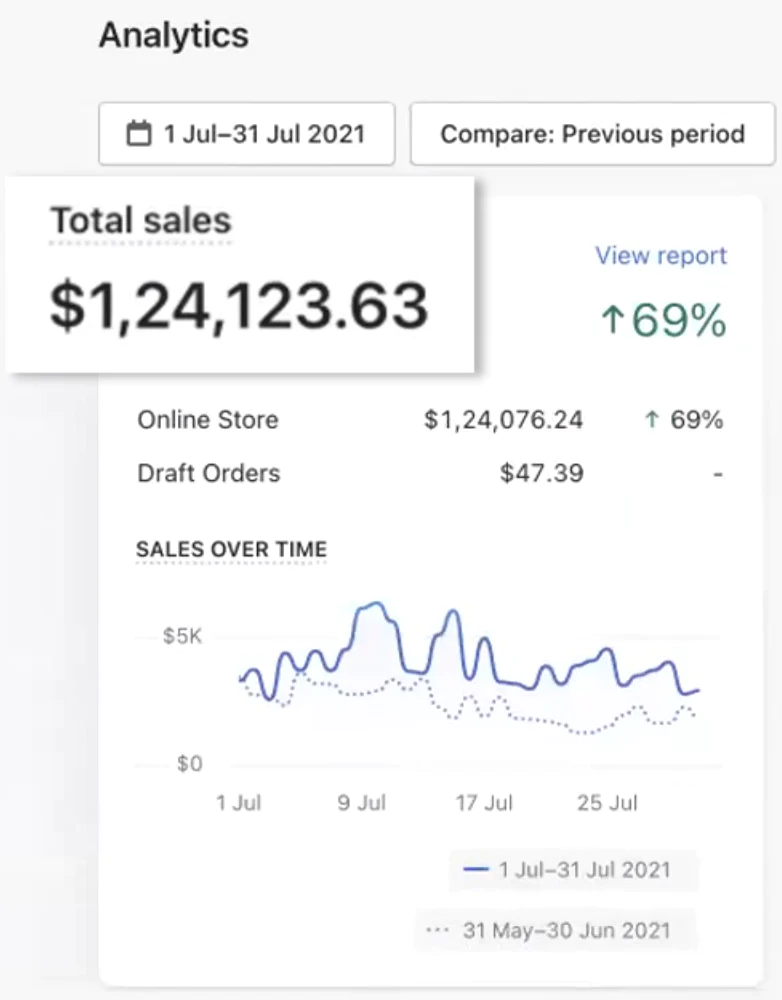 Analytics
1 Jul–31 Jul 2021 Compare: Previous period
Total sales
View report
$1,24,123.63 ↑69%
Online Store $1,24,076.24 ↑ 69%
Draft Orders $47.39 -
SALES OVER TIME
$5K
$0
1 Jul 9 Jul 17 Jul 25 Jul
1 Jul–31 Jul 2021
31 May–30 Jun 2021